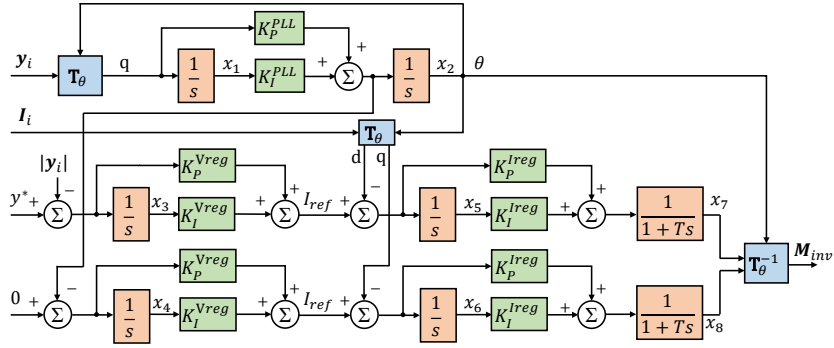 K_P^PLL
y_i q 1/s x_1 K_I^PLL + + Σ 1/s x_2 θ
T_θ
I_i
T_θ
|y_i| d q
K_P^Vreg K_P^Ireg
y* + − Σ 1/s x_3 K_I^Vreg + + Σ I_ref + − Σ 1/s x_5 K_I^Ireg + + Σ 1/(1 + Ts) x_7
T_θ^−1 M_inv
K_P^Vreg K_P^Ireg
0 + − Σ 1/s x_4 K_I^Vreg + + Σ I_ref + − Σ 1/s x_6 K_I^Ireg + + Σ 1/(1 + Ts) x_8